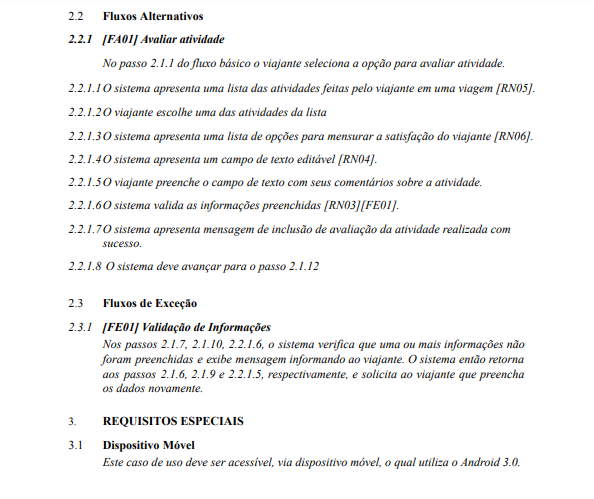 2.2 Fluxos Alternativos
2.2.1 [FA01] Avaliar atividade
No passo 2.1.1 do fluxo básico o viajante seleciona a opção para avaliar atividade.
2.2.1.1 O sistema apresenta uma lista das atividades feitas pelo viajante em uma viagem [RN05].
2.2.1.2 O viajante escolhe uma das atividades da lista
2.2.1.3 O sistema apresenta uma lista de opções para mensurar a satisfação do viajante [RN06].
2.2.1.4 O sistema apresenta um campo de texto editável [RN04].
2.2.1.5 O viajante preenche o campo de texto com seus comentários sobre a atividade.
2.2.1.6 O sistema valida as informações preenchidas [RN03][FE01].
2.2.1.7 O sistema apresenta mensagem de inclusão de avaliação da atividade realizada com
sucesso.
2.2.1.8 O sistema deve avançar para o passo 2.1.12
2.3 Fluxos de Exceção
2.3.1 [FE01] Validação de Informações
Nos passos 2.1.7, 2.1.10, 2.2.1.6, o sistema verifica que uma ou mais informações não
foram preenchidas e exibe mensagem informando ao viajante. O sistema então retorna
aos passos 2.1.6, 2.1.9 e 2.2.1.5, respectivamente, e solicita ao viajante que preencha
os dados novamente.
3. REQUISITOS ESPECIAIS
3.1 Dispositivo Móvel
Este caso de uso deve ser acessível, via dispositivo móvel, o qual utiliza o Android 3.0.